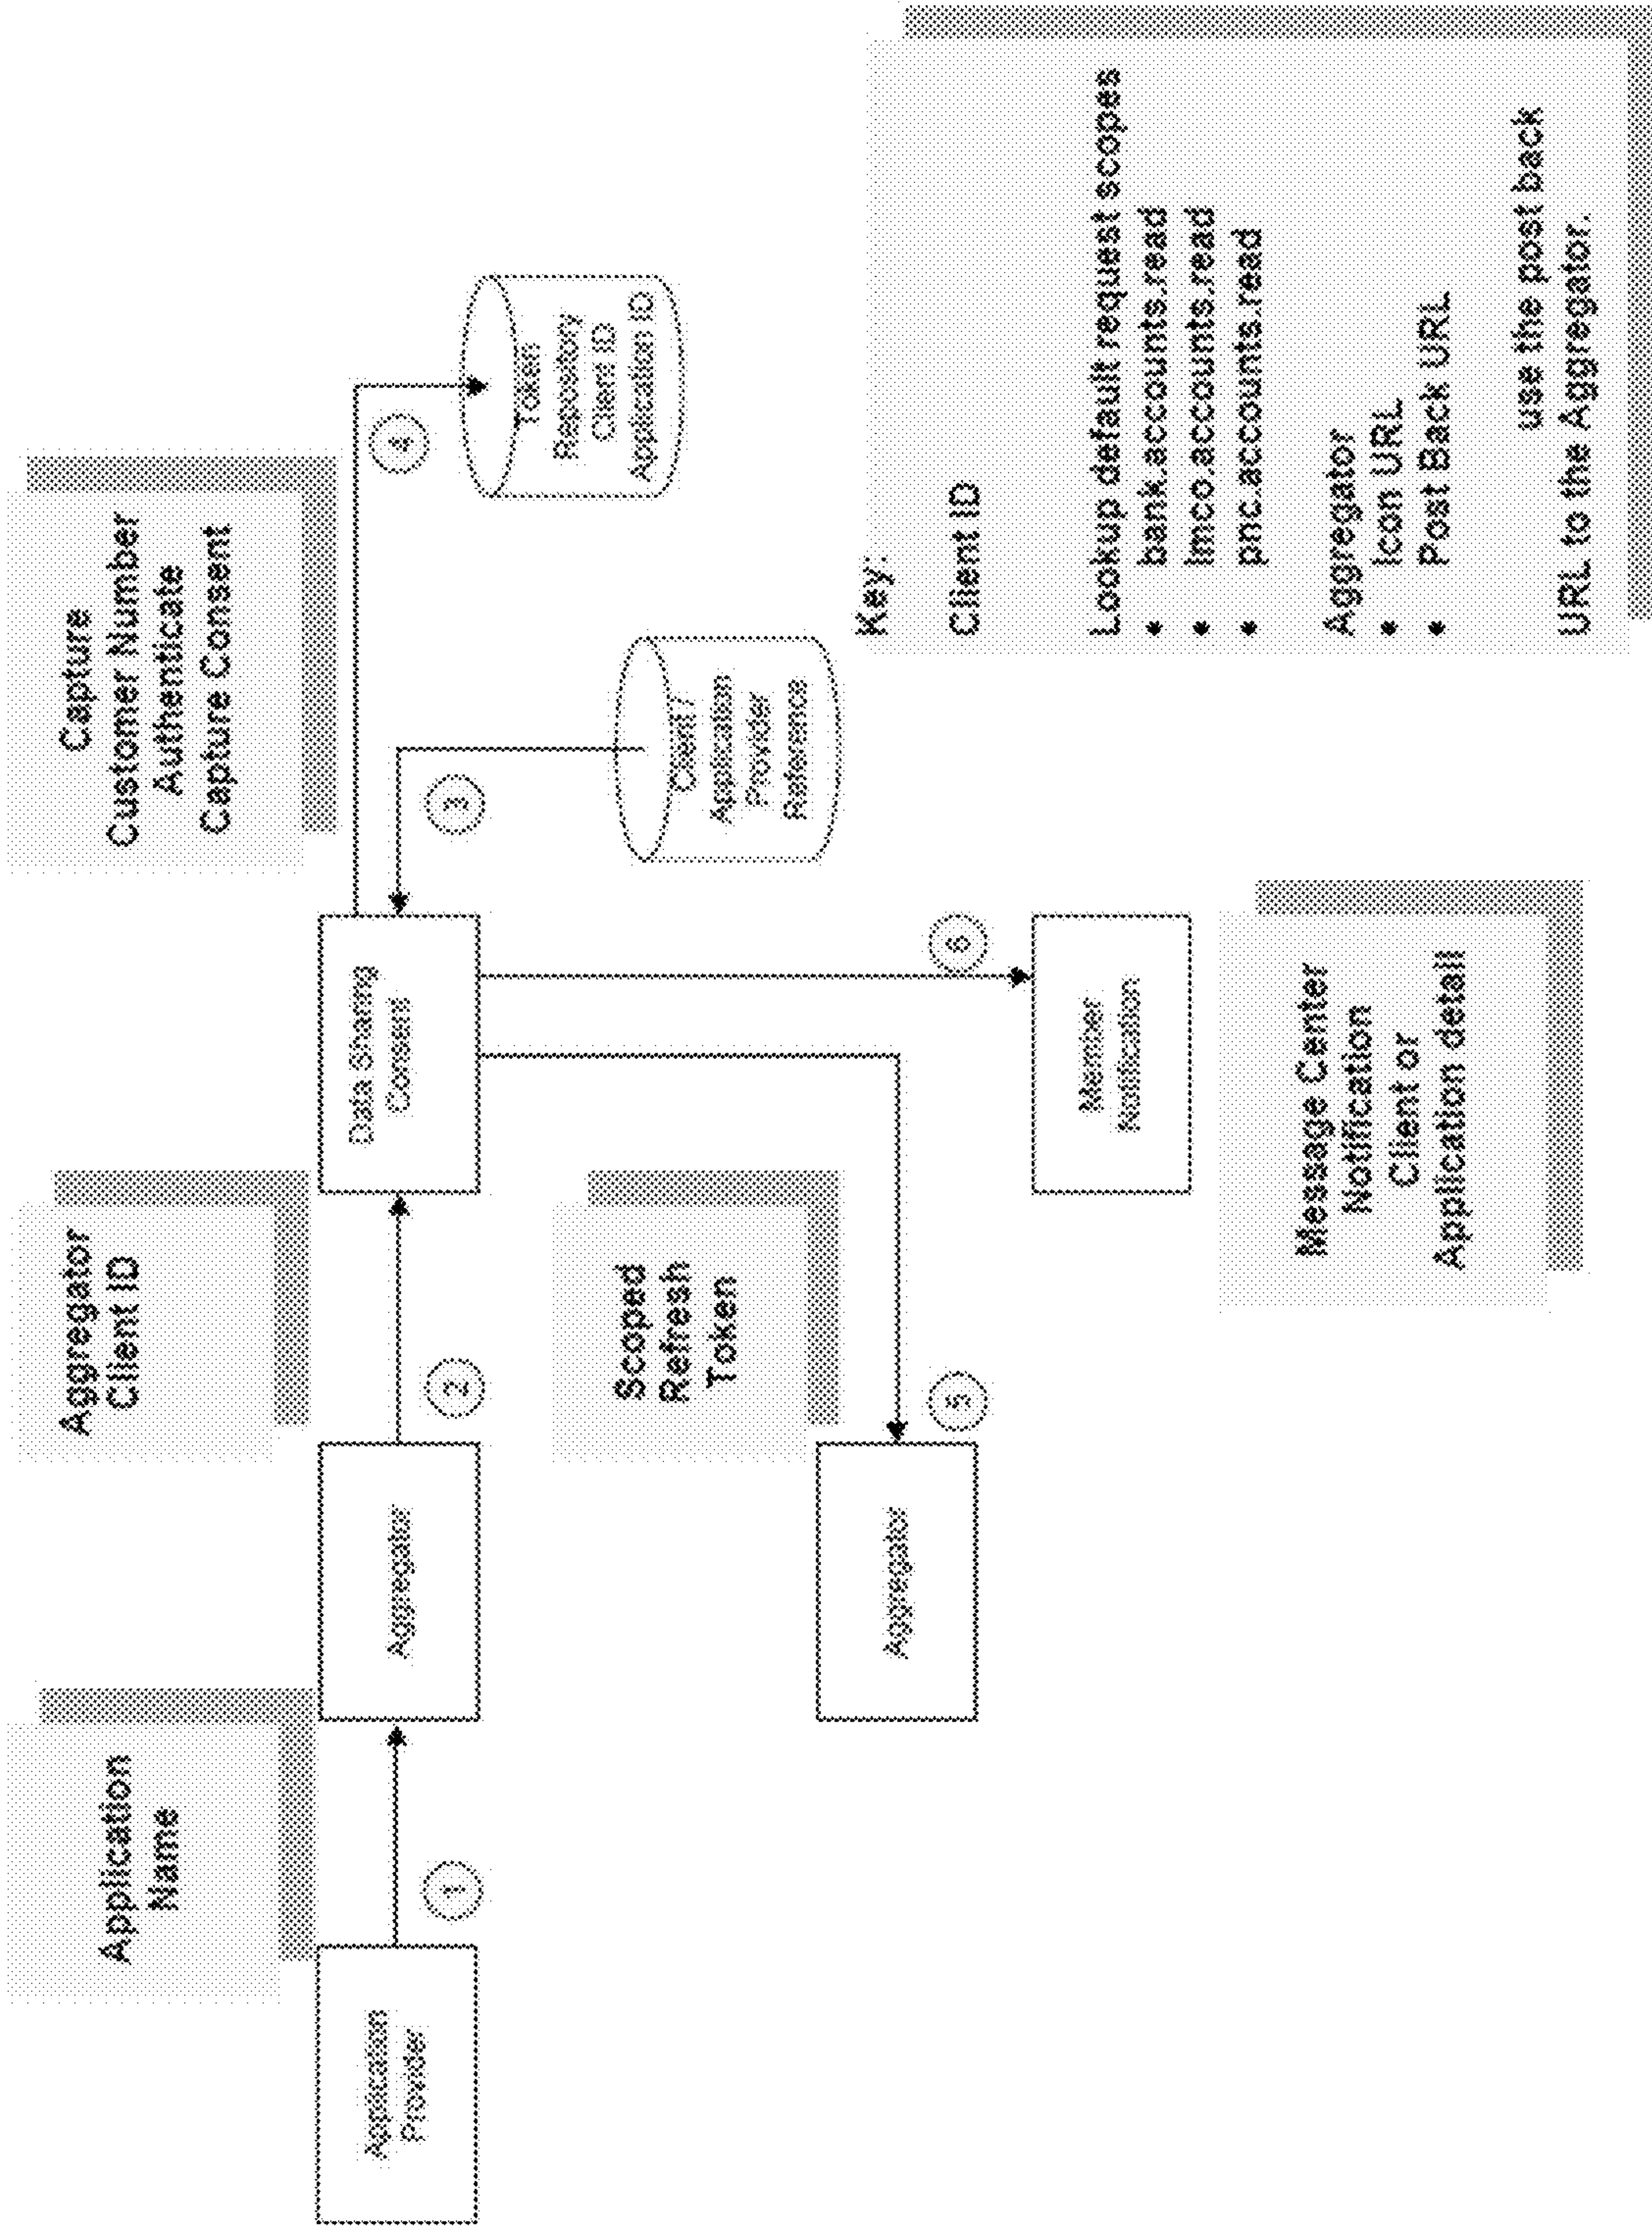 Application
Name
Aggregator
Client ID
Capture
Customer Number
Authenticate
Capture Consent
Application
Provider
1
Aggregator
2
Data Sharing
Consent
3
4
Token
Repository
Client ID
Application ID
Client /
Application
Provider
Reference
Scoped
Refresh
Token
Aggregator
5
6
Member
Notification
Message Center
Notification
Client or
Application detail
Key:
Client ID
Lookup default request scopes
• bank.accounts.read
• imco.accounts.read
• pnc.accounts.read
Aggregator
• Icon URL
• Post Back URL
use the post back
URL to the Aggregator.